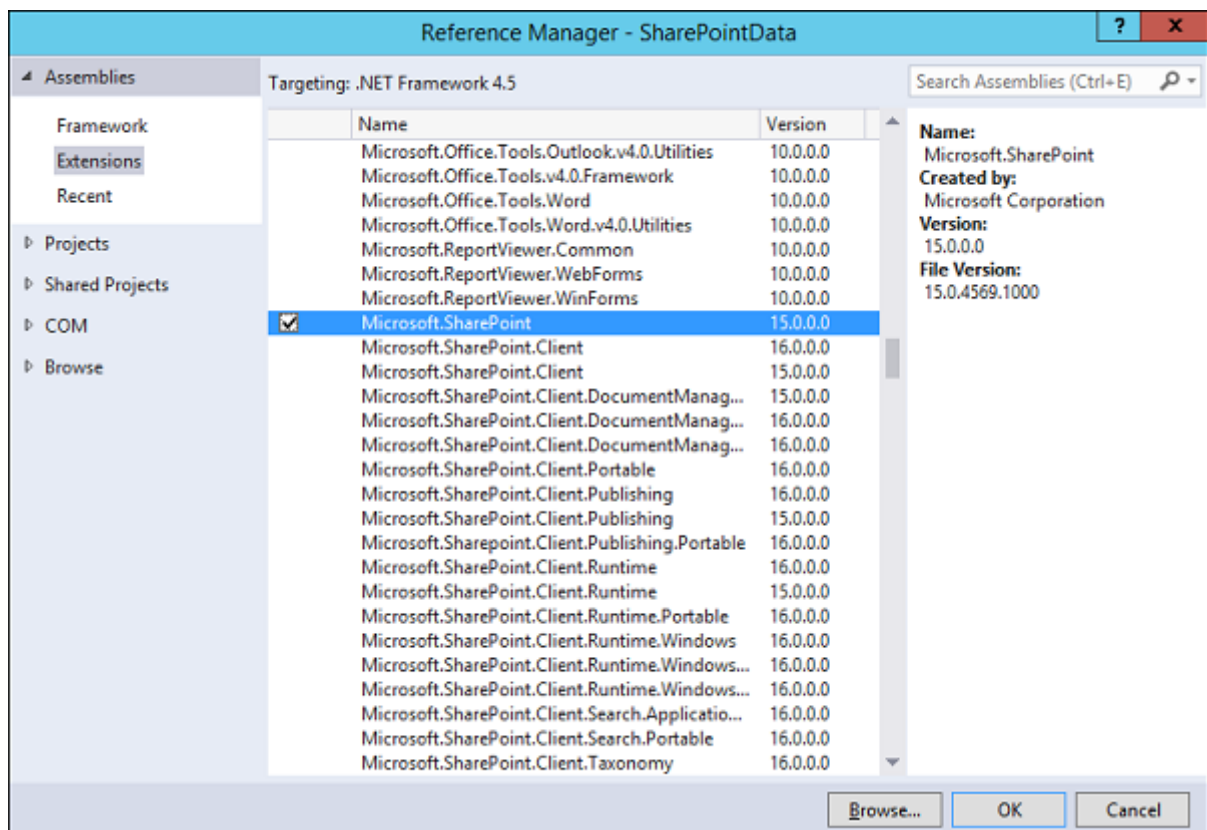 Reference Manager - SharePointData
? x
Assemblies
Framework
Extensions
Recent
Projects
Shared Projects
COM
Browse
Targeting: .NET Framework 4.5
Name Version
Microsoft.Office.Tools.Outlook.v4.0.Utilities 10.0.0.0
Microsoft.Office.Tools.v4.0.Framework 10.0.0.0
Microsoft.Office.Tools.Word 10.0.0.0
Microsoft.Office.Tools.Word.v4.0.Utilities 10.0.0.0
Microsoft.ReportViewer.Common 10.0.0.0
Microsoft.ReportViewer.WebForms 10.0.0.0
Microsoft.ReportViewer.WinForms 10.0.0.0
Microsoft.SharePoint 15.0.0.0
Microsoft.SharePoint.Client 16.0.0.0
Microsoft.SharePoint.Client 15.0.0.0
Microsoft.SharePoint.Client.DocumentManag... 15.0.0.0
Microsoft.SharePoint.Client.DocumentManag... 16.0.0.0
Microsoft.SharePoint.Client.DocumentManag... 16.0.0.0
Microsoft.SharePoint.Client.Portable 16.0.0.0
Microsoft.SharePoint.Client.Publishing 16.0.0.0
Microsoft.SharePoint.Client.Publishing 15.0.0.0
Microsoft.Sharepoint.Client.Publishing.Portable 16.0.0.0
Microsoft.SharePoint.Client.Runtime 16.0.0.0
Microsoft.SharePoint.Client.Runtime 15.0.0.0
Microsoft.SharePoint.Client.Runtime.Portable 16.0.0.0
Microsoft.SharePoint.Client.Runtime.Windows 16.0.0.0
Microsoft.SharePoint.Client.Runtime.Windows... 16.0.0.0
Microsoft.SharePoint.Client.Runtime.Windows... 16.0.0.0
Microsoft.SharePoint.Client.Search.Applicatio... 16.0.0.0
Microsoft.SharePoint.Client.Search.Portable 16.0.0.0
Microsoft.SharePoint.Client.Taxonomy 16.0.0.0
Search Assemblies (Ctrl+E)
Name:
Microsoft.SharePoint
Created by:
Microsoft Corporation
Version:
15.0.0.0
File Version:
15.0.4569.1000
Browse... OK Cancel